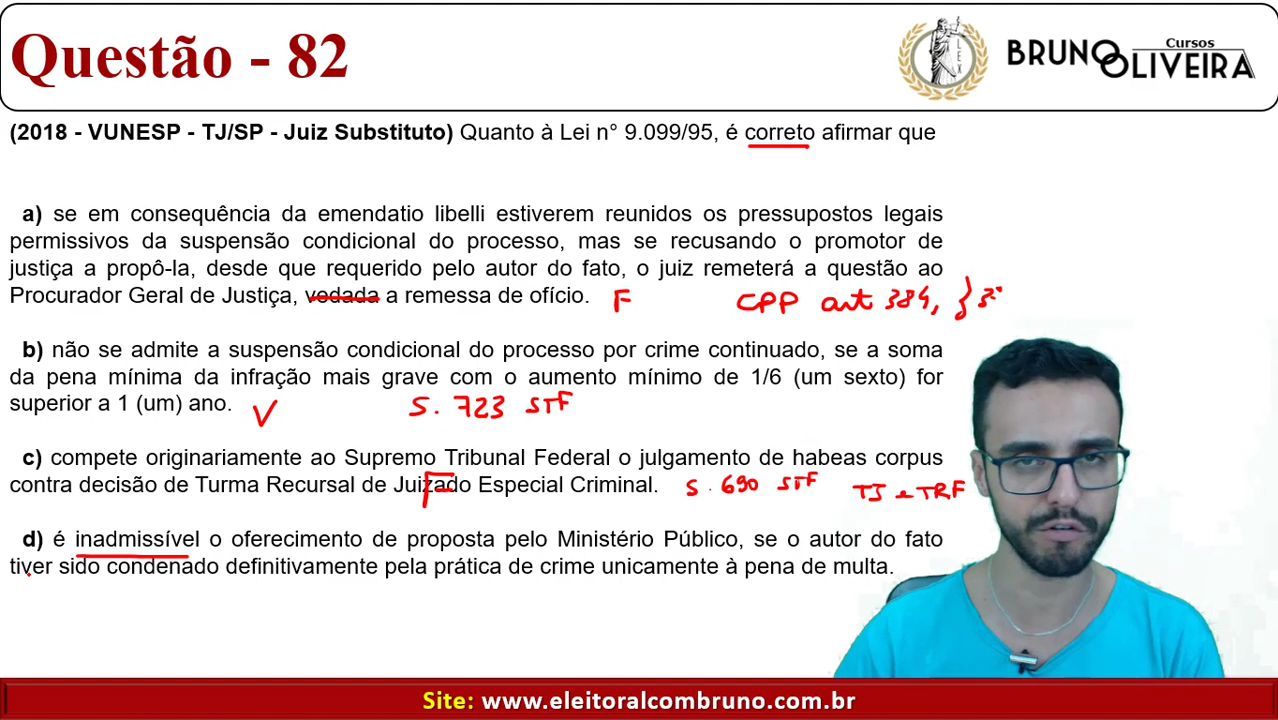 Questão - 82
LEX
Cursos
BRUNO OLIVEIRA
(2018 - VUNESP - TJ/SP - Juiz Substituto) Quanto à Lei n° 9.099/95, é correto afirmar que
a) se em consequência da emendatio libelli estiverem reunidos os pressupostos legais
permissivos da suspensão condicional do processo, mas se recusando o promotor de
justiça a propô-la, desde que requerido pelo autor do fato, o juiz remeterá a questão ao
Procurador Geral de Justiça, vedada a remessa de ofício. F CPP art 384, }
b) não se admite a suspensão condicional do processo por crime continuado, se a soma
da pena mínima da infração mais grave com o aumento mínimo de 1/6 (um sexto) for
superior a 1 (um) ano. V S. 723 STF
c) compete originariamente ao Supremo Tribunal Federal o julgamento de habeas corpus
contra decisão de Turma Recursal de Juizado Especial Criminal. F S. 690 STF TJ e TRF
d) é inadmissível o oferecimento de proposta pelo Ministério Público, se o autor do fato
tiver sido condenado definitivamente pela prática de crime unicamente à pena de multa.
Site: www.eleitoralcombruno.com.br